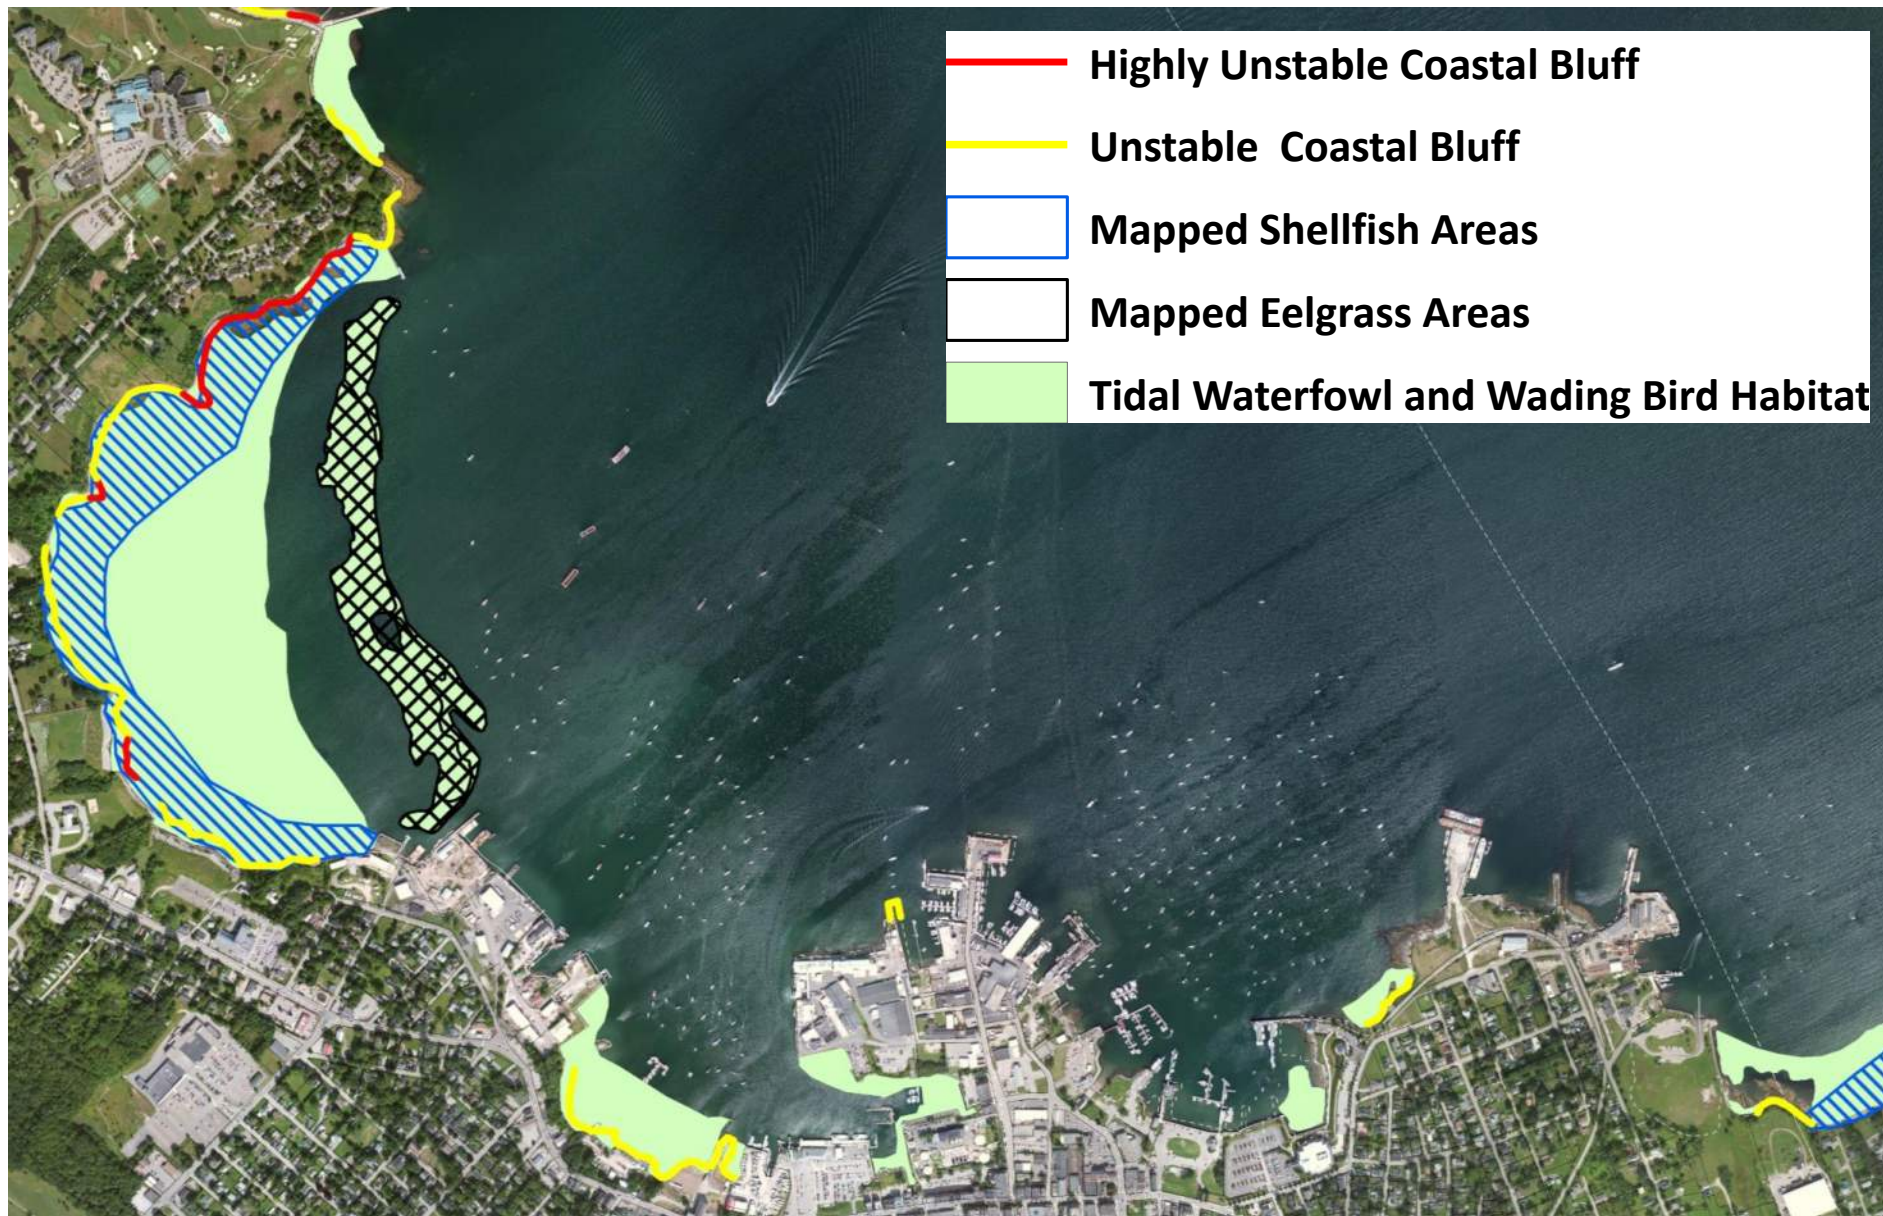 Highly Unstable Coastal Bluff
Unstable  Coastal Bluff
Mapped Shellfish Areas
Mapped Eelgrass Areas
Tidal Waterfowl and Wading Bird Habitat